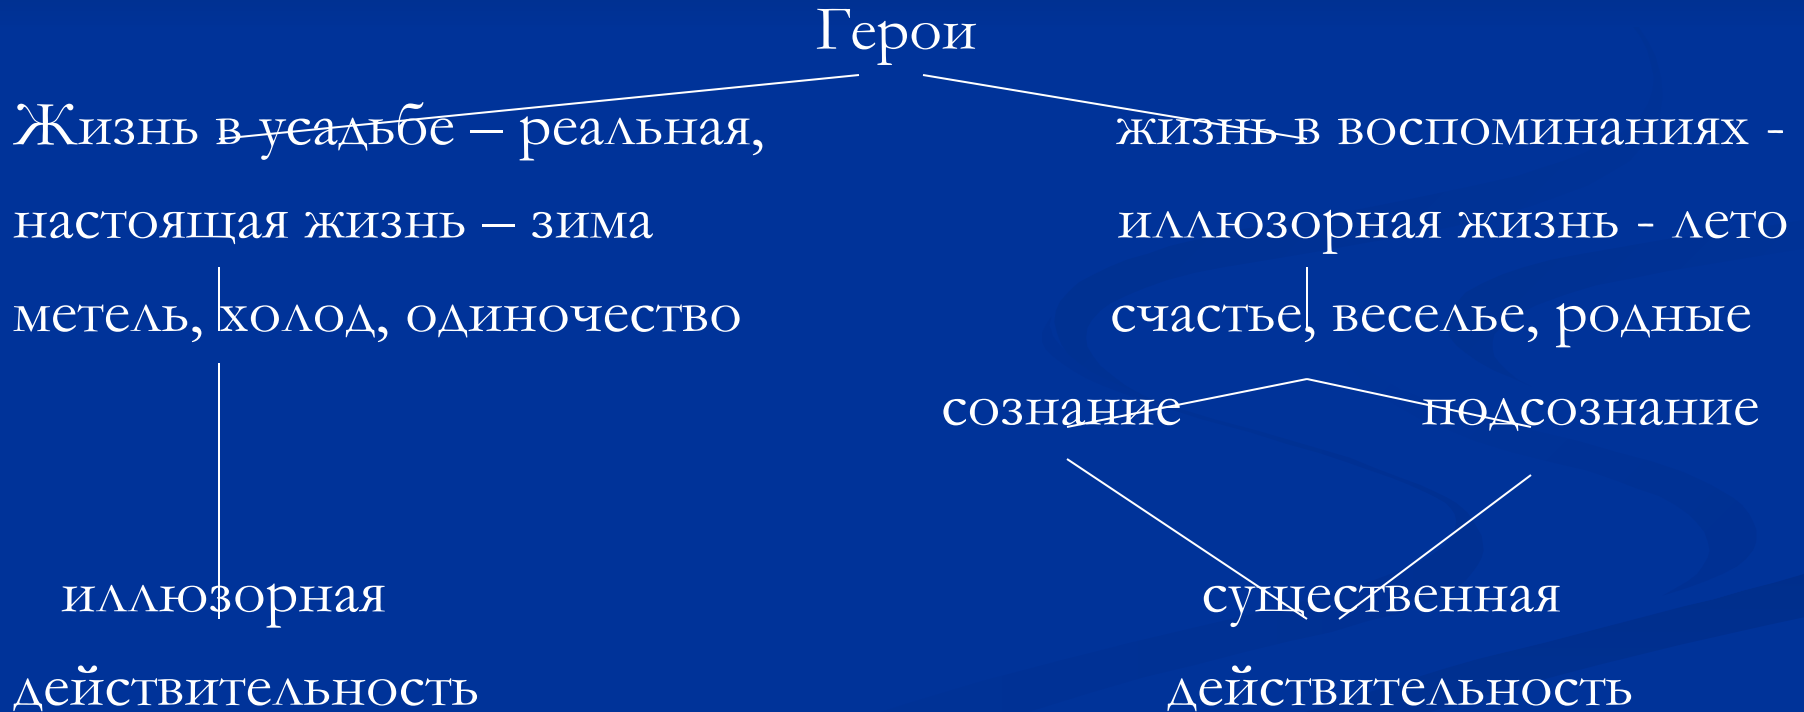 Герои
Жизнь в усадьбе – реальная,
жизнь в воспоминаниях -
настоящая жизнь – зима
иллюзорная жизнь - лето
метель, холод, одиночество
счастье, веселье, родные
сознание
подсознание
иллюзорная
существенная
действительность
действительность